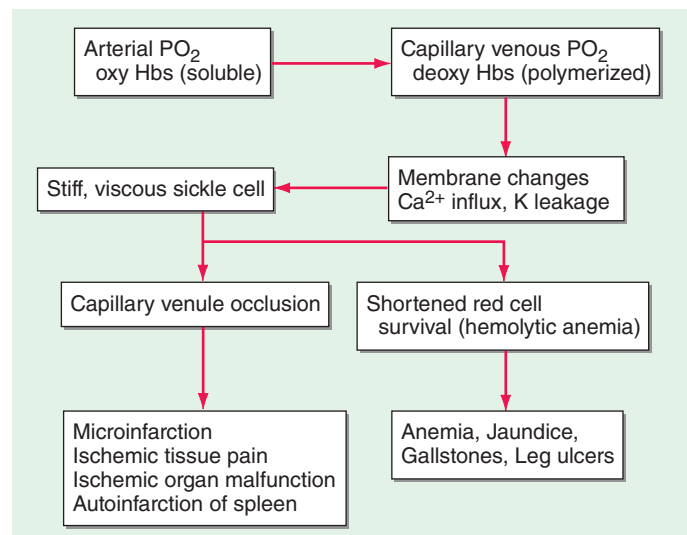 Arterial PO2
oxy Hbs (soluble)
Capillary venous PO2
deoxy Hbs (polymerized)
Membrane changes
Ca2+ influx, K leakage
Stiff, viscous sickle cell
Capillary venule occlusion
Shortened red cell
survival (hemolytic anemia)
Microinfarction
Ischemic tissue pain
Ischemic organ malfunction
Autoinfarction of spleen
Anemia, Jaundice,
Gallstones, Leg ulcers